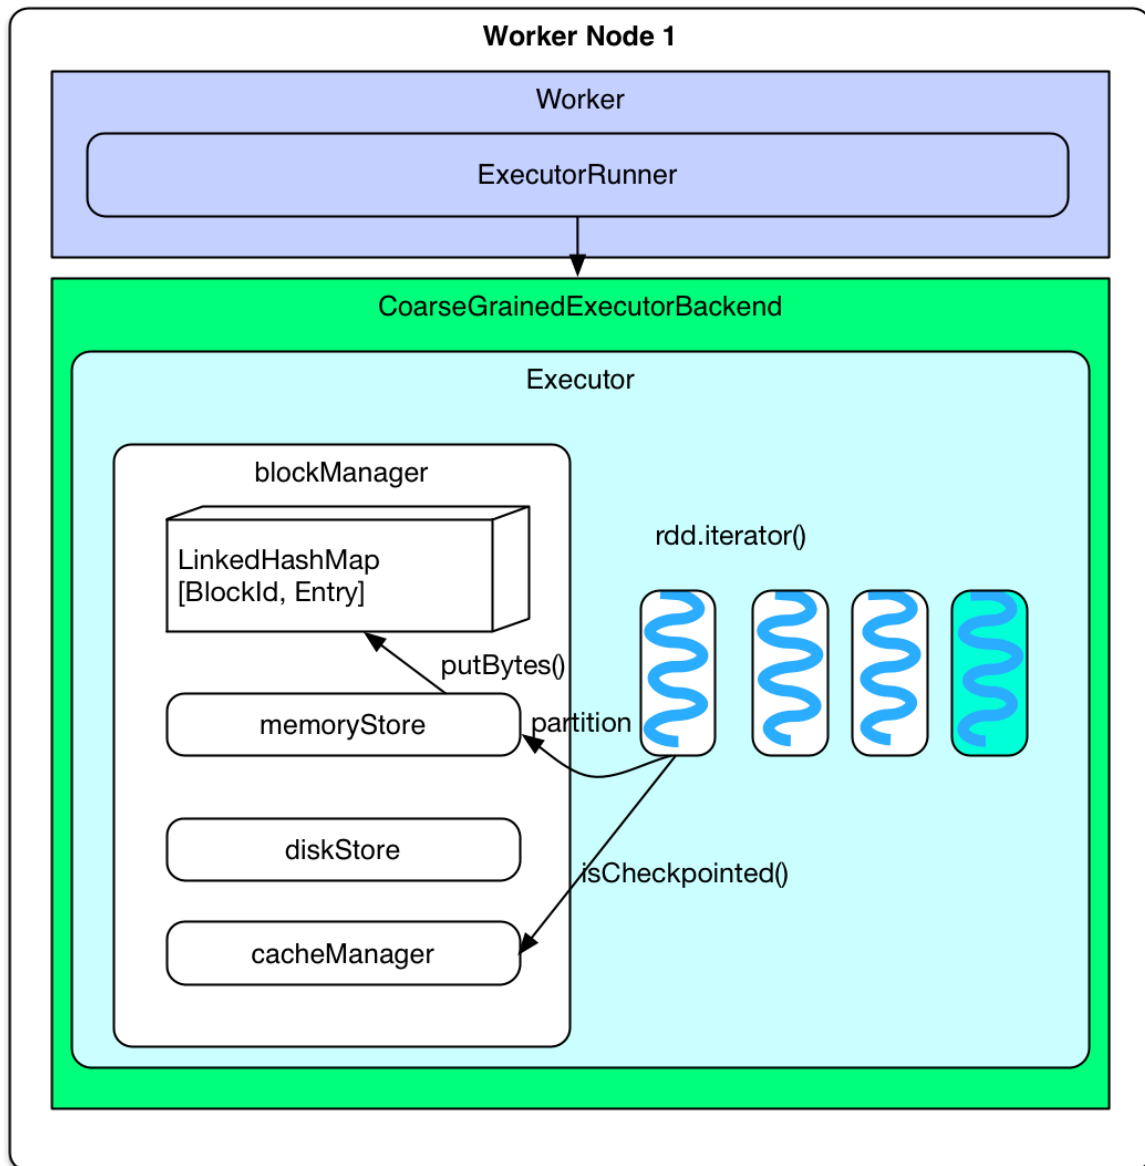 Worker Node 1
Worker
ExecutorRunner
CoarseGrainedExecutorBackend
Executor
blockManager
LinkedHashMap
[BlockId, Entry]
rdd.iterator()
putBytes()
memoryStore
partition
diskStore
isCheckpointed()
cacheManager